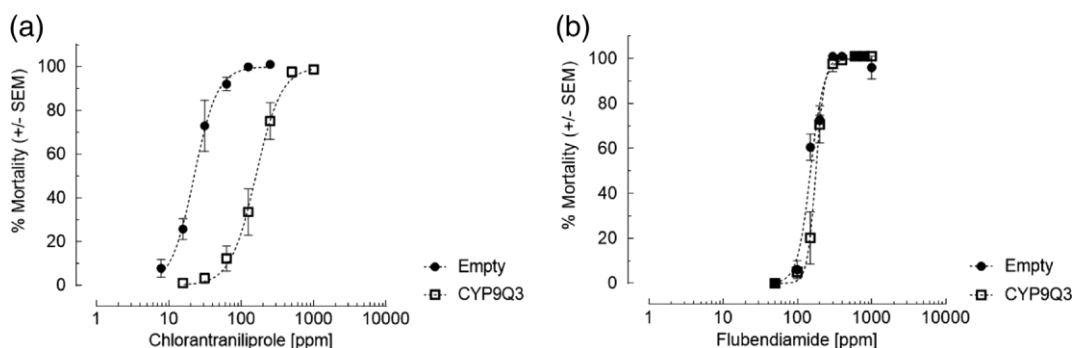 (a)
% Mortality (+/- SEM)
100
80
60
40
20
0
1 10 100 1000 10000
Chlorantraniliprole [ppm]
Empty
CYP9Q3
(b)
% Mortality (+/- SEM)
100
80
60
40
20
0
1 100 1000 10000
Flubendiamide [ppm]
Empty
CYP9Q3